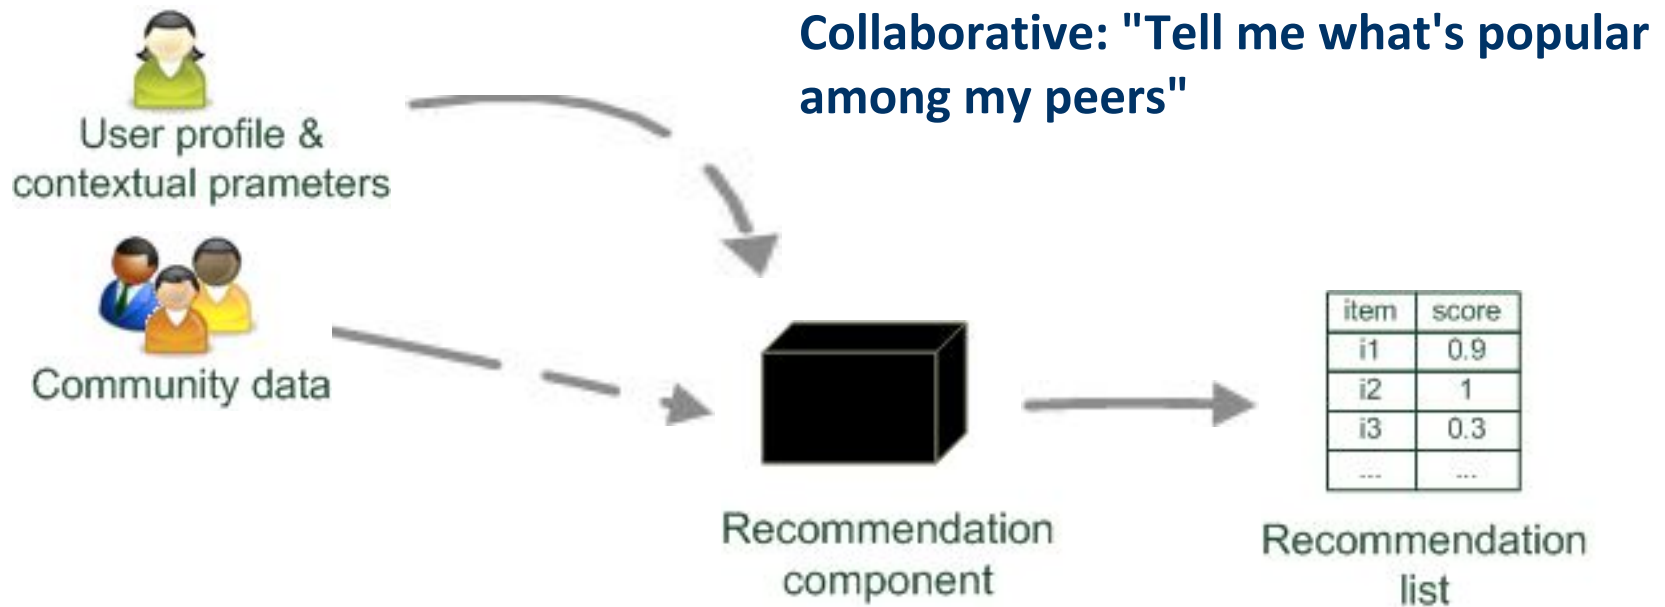 Collaborative: "Tell me what's popular
among my peers"
User profile &
contextual prameters
Community data
Recommendation
component
item score
i1 0.9
i2 1
i3 0.3
... ...
Recommendation
list